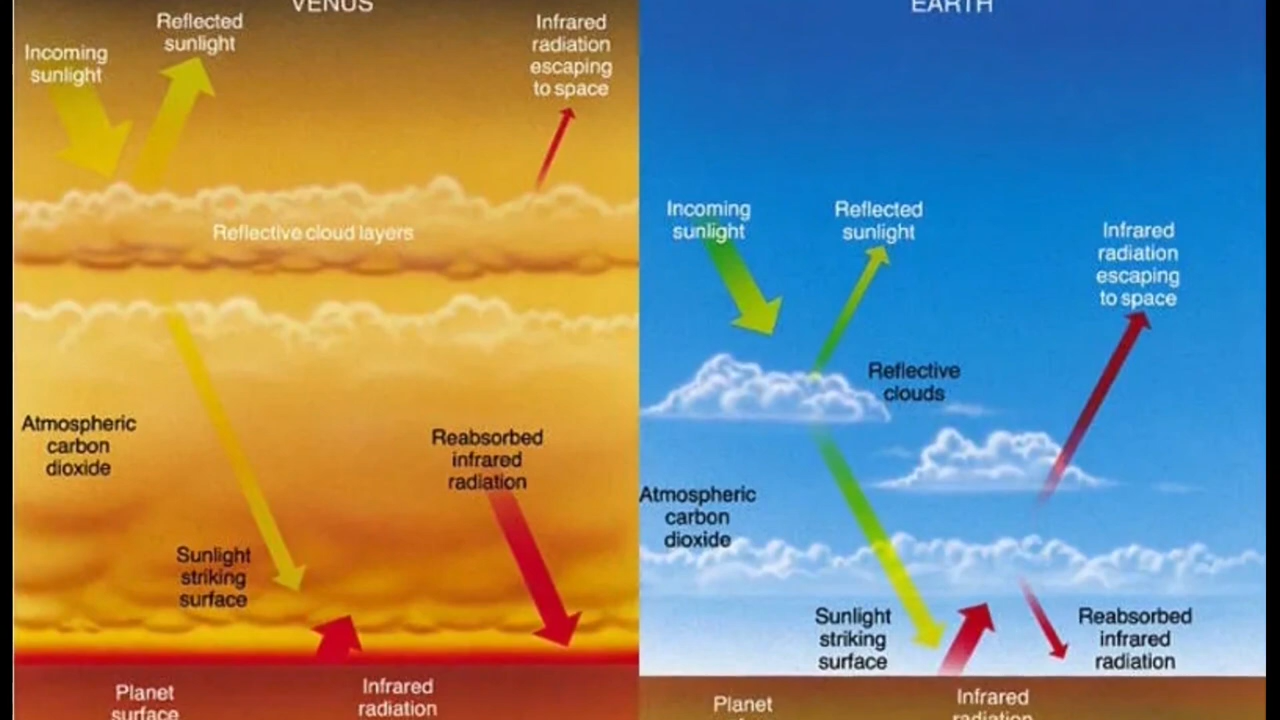 VENUS
Reflected
sunlight
Incoming
sunlight
Infrared
radiation
escaping
to space
Reflective cloud layers
Atmospheric
carbon
dioxide
Reabsorbed
infrared
radiation
Sunlight
striking
surface
Planet
surface
Infrared
radiation
EARTH
Incoming
sunlight
Reflected
sunlight
Infrared
radiation
escaping
to space
Reflective
clouds
Atmospheric
carbon
dioxide
Sunlight
striking
surface
Reabsorbed
infrared
radiation
Planet
Infrared
radiation